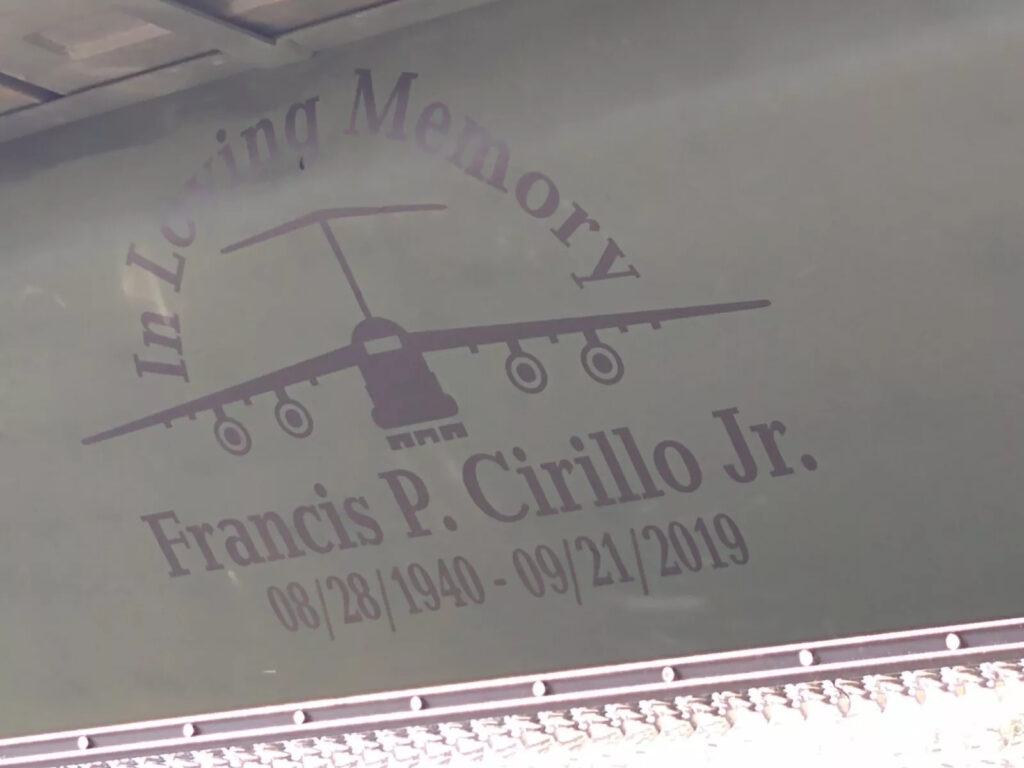 In Loving Memory
Francis P. Cirillo Jr.
08/28/1940 - 09/21/2019